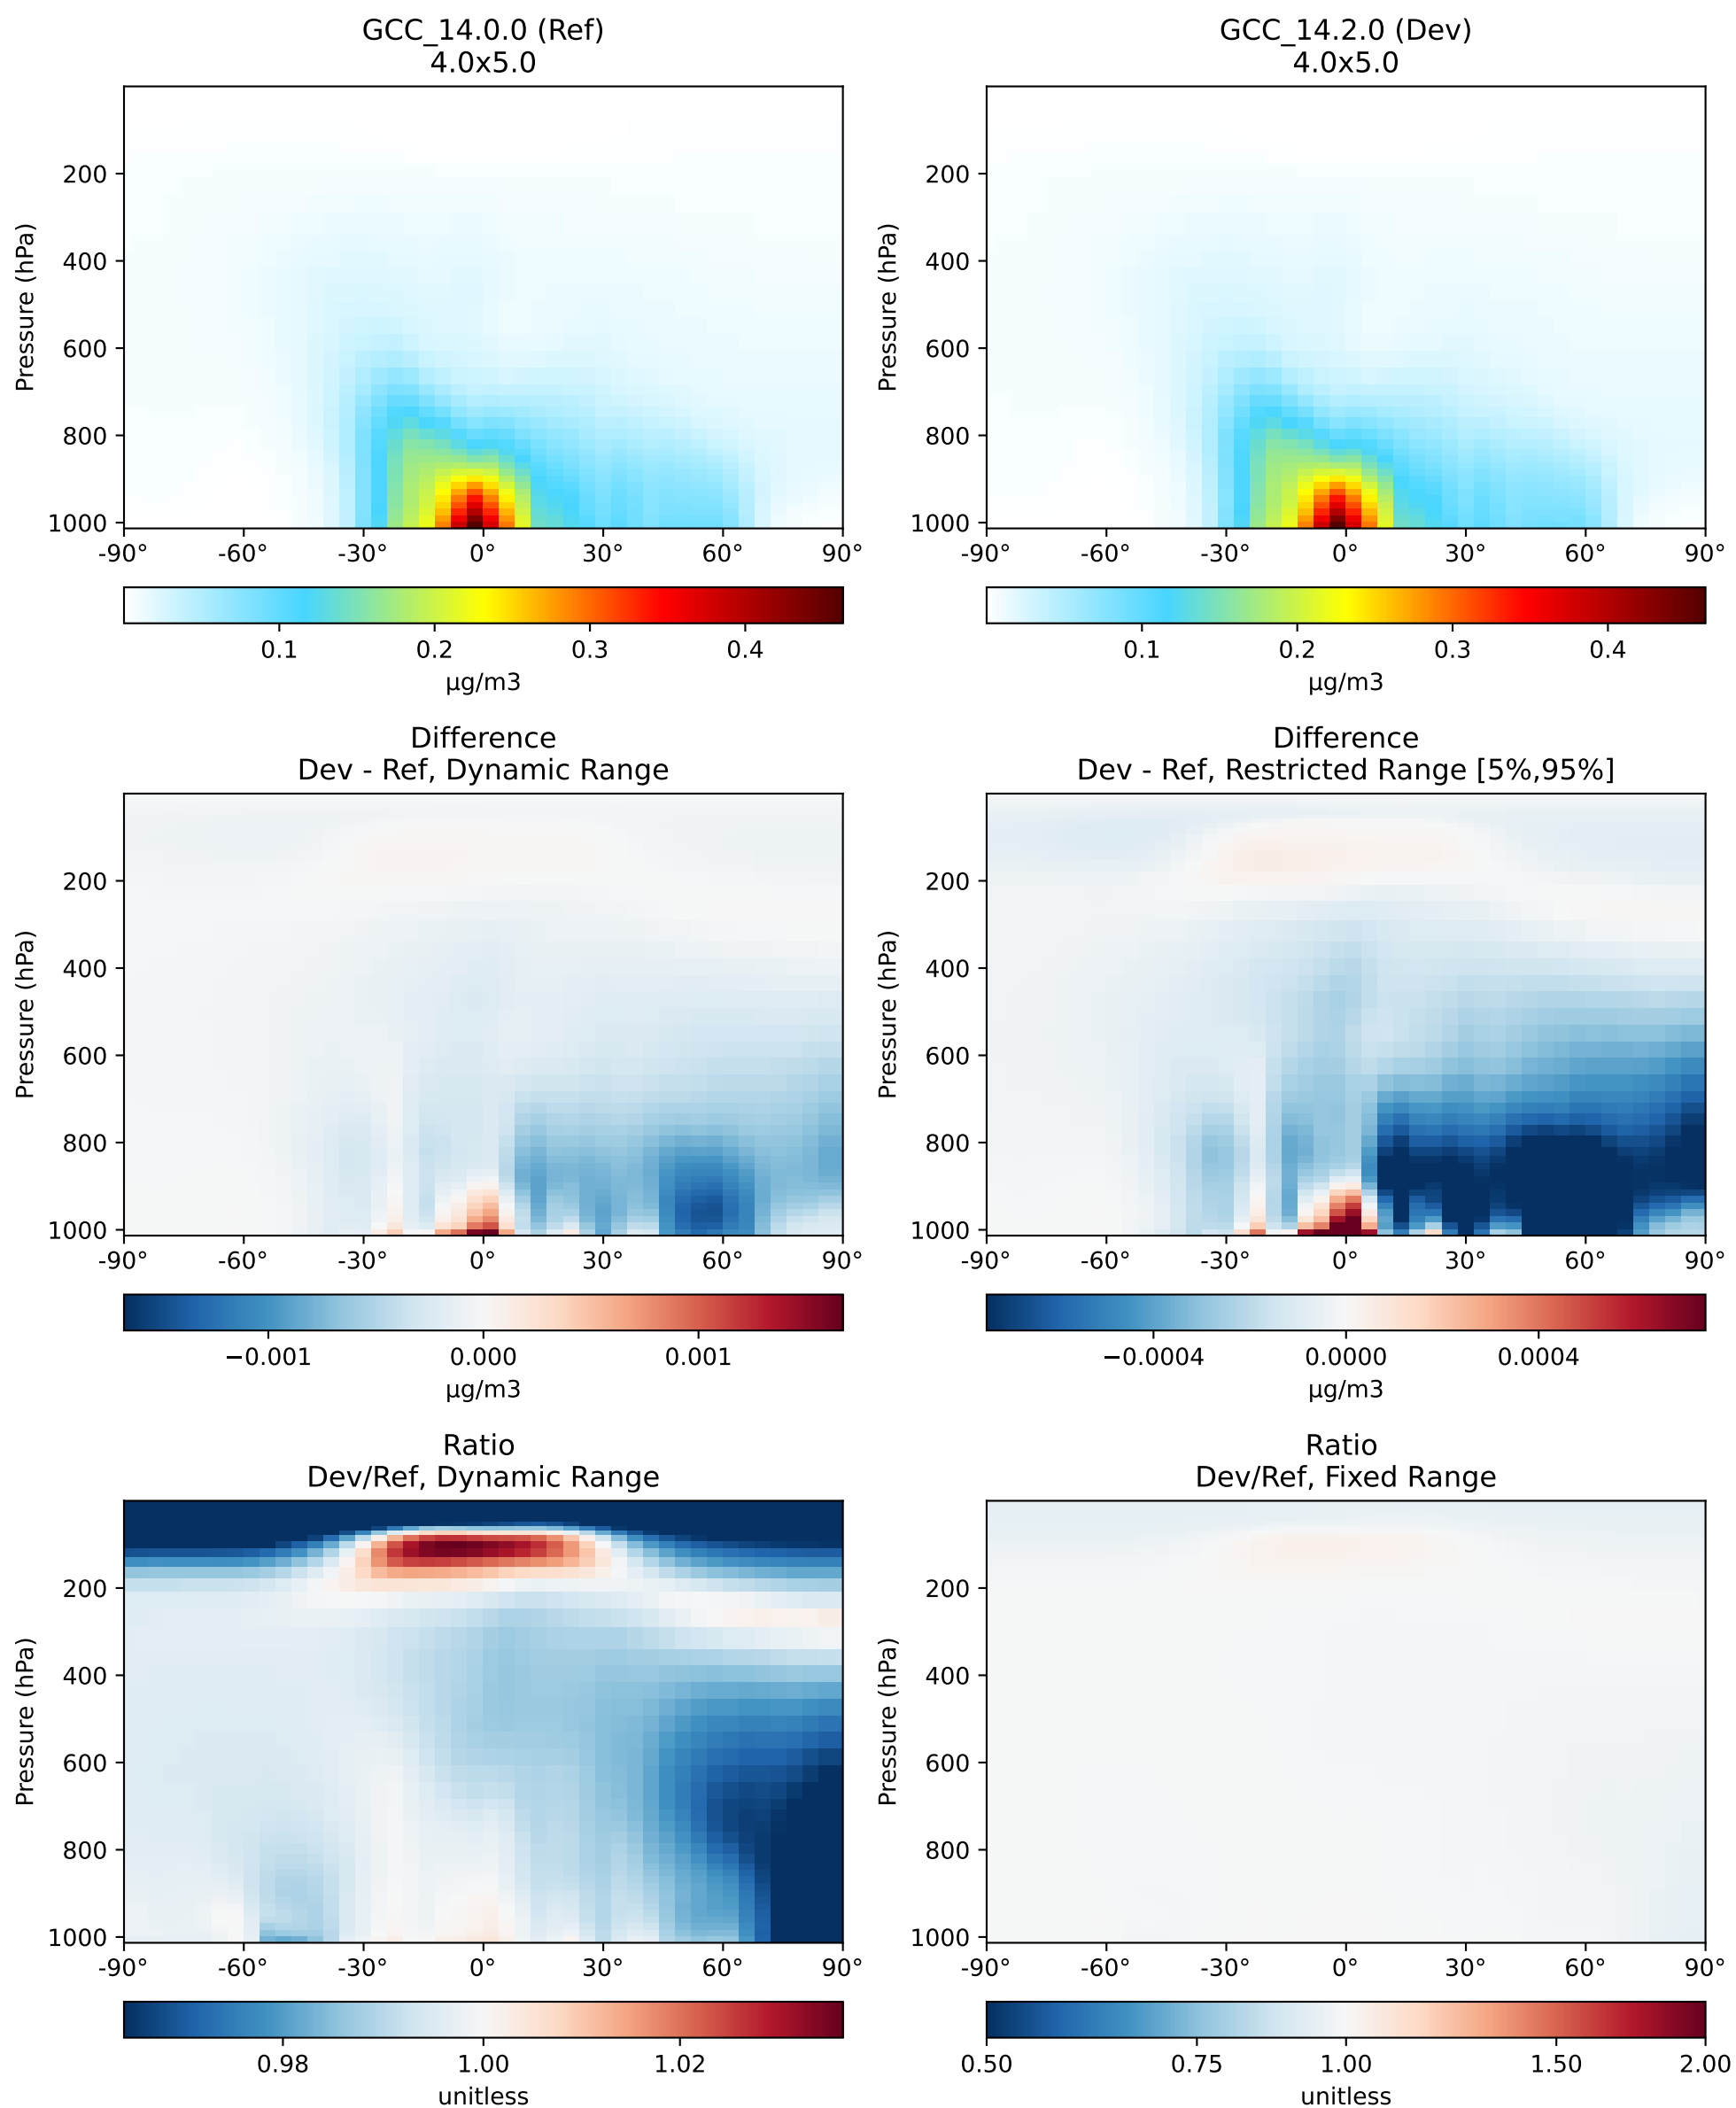 GCC_14.0.0 (Ref)
4.0x5.0
Pressure (hPa)
200
400
600
800
1000
-90° -60° -30° 0° 30° 60° 90°
0.1 0.2 0.3 0.4
µg/m3
GCC_14.2.0 (Dev)
4.0x5.0
Pressure (hPa)
200
400
600
800
1000
-90° -60° -30° 0° 30° 60° 90°
0.1 0.2 0.3 0.4
µg/m3
Difference
Dev - Ref, Dynamic Range
Pressure (hPa)
200
400
600
800
1000
-90° -60° -30° 0° 30° 60° 90°
−0.001 0.000 0.001
µg/m3
Difference
Dev - Ref, Restricted Range [5%,95%]
Pressure (hPa)
200
400
600
800
1000
-90° -60° -30° 0° 30° 60° 90°
−0.0004 0.0000 0.0004
µg/m3
Ratio
Dev/Ref, Dynamic Range
Pressure (hPa)
200
400
600
800
1000
-90° -60° -30° 0° 30° 60° 90°
0.98 1.00 1.02
unitless
Ratio
Dev/Ref, Fixed Range
Pressure (hPa)
200
400
600
800
1000
-90° -60° -30° 0° 30° 60° 90°
0.50 0.75 1.00 1.50 2.00
unitless